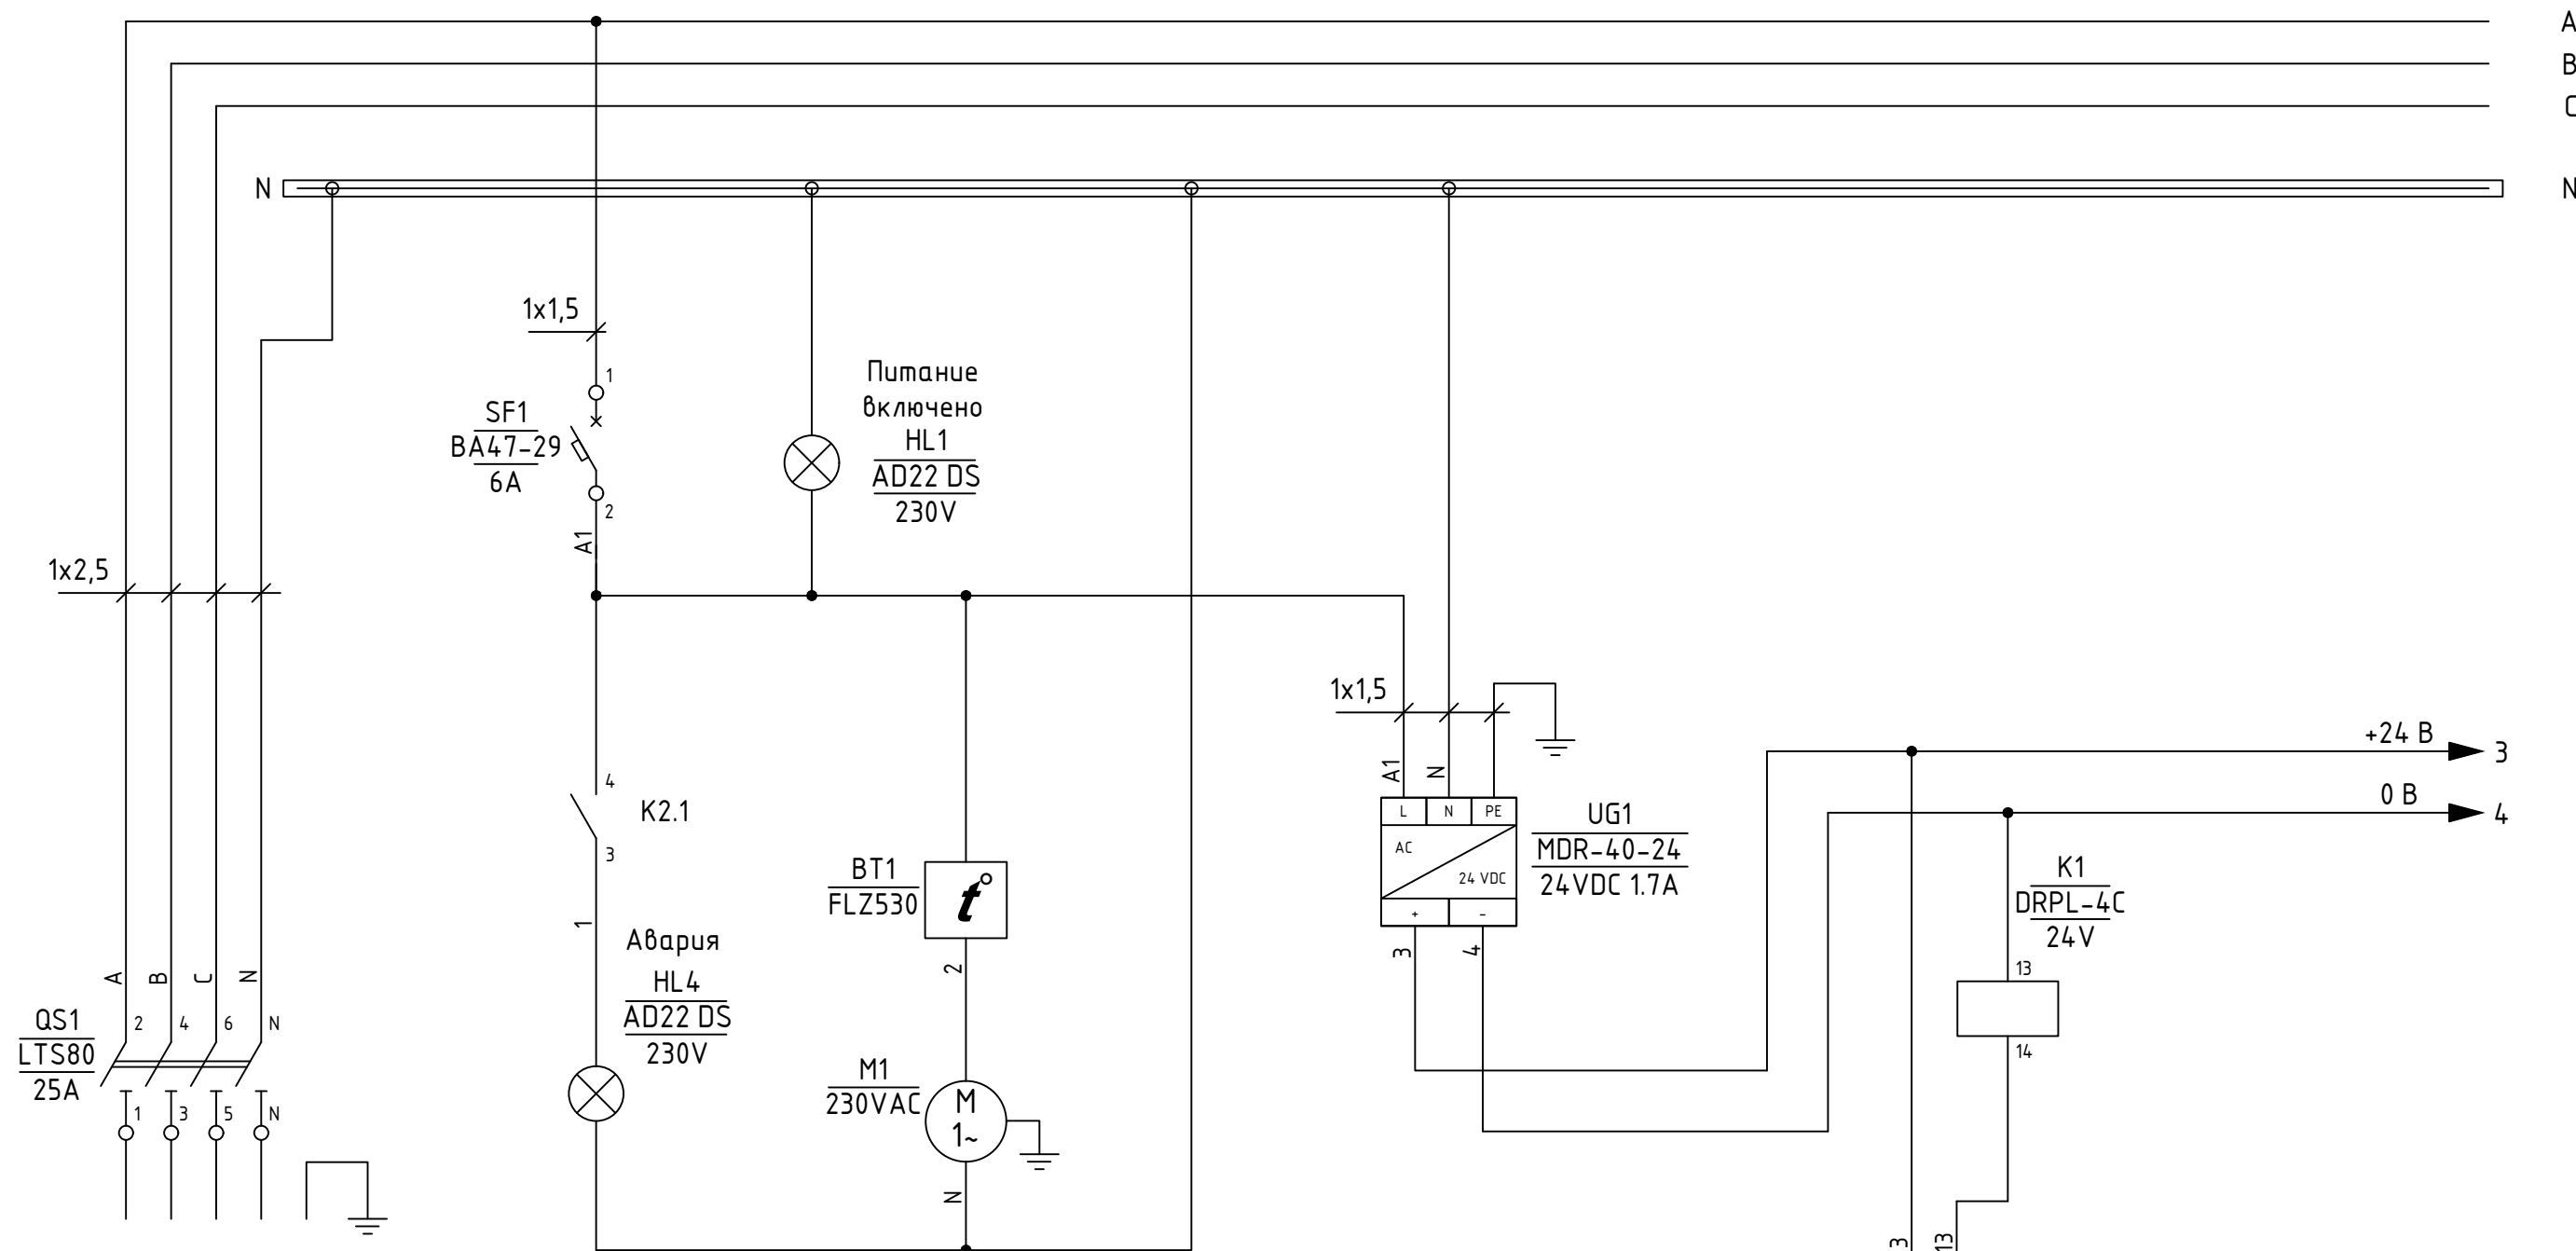 A
B
C
N
N
1x1,5
1
SF1
ВА47-29
6А
2
A1
Питание
включено
HL1
AD22 DS
230V
1x2,5
A
B
C
N
QS1
LTS80
25A
2
4
6
N
1
3
5
N
4
K2.1
3
1
Авария
HL4
AD22 DS
230V
BT1
FLZ530
t°
2
M1
230VAC
M
1~
N
1x1,5
A1
N
L
N
PE
AC
24 VDC
+
-
UG1
MDR-40-24
24VDC 1.7A
3
4
+24 В
3
0 В
4
K1
DRPL-4C
24V
13
14
3
13